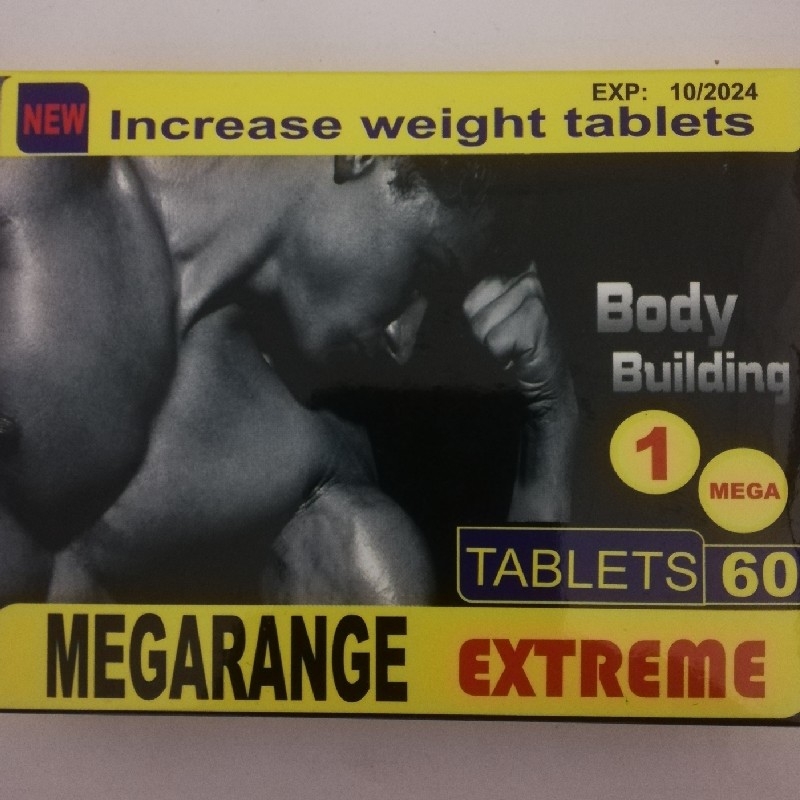 NEW
EXP: 10/2024
Increase weight tablets
Body
Building
1
MEGA
TABLETS 60
MEGARANGE EXTREME